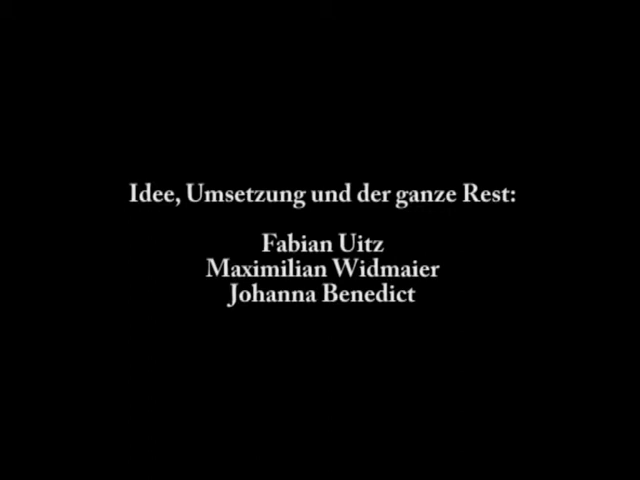 Idee, Umsetzung und der ganze Rest:
Fabian Uitz
Maximilian Widmaier
Johanna Benedict